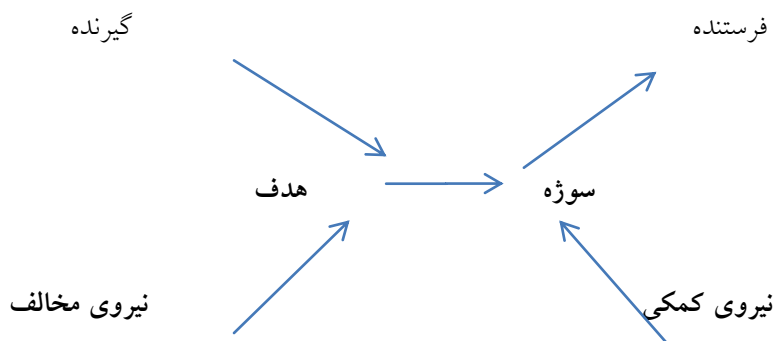 فرستنده
گیرنده
سوژه
هدف
نیروی کمکی
نیروی مخالف